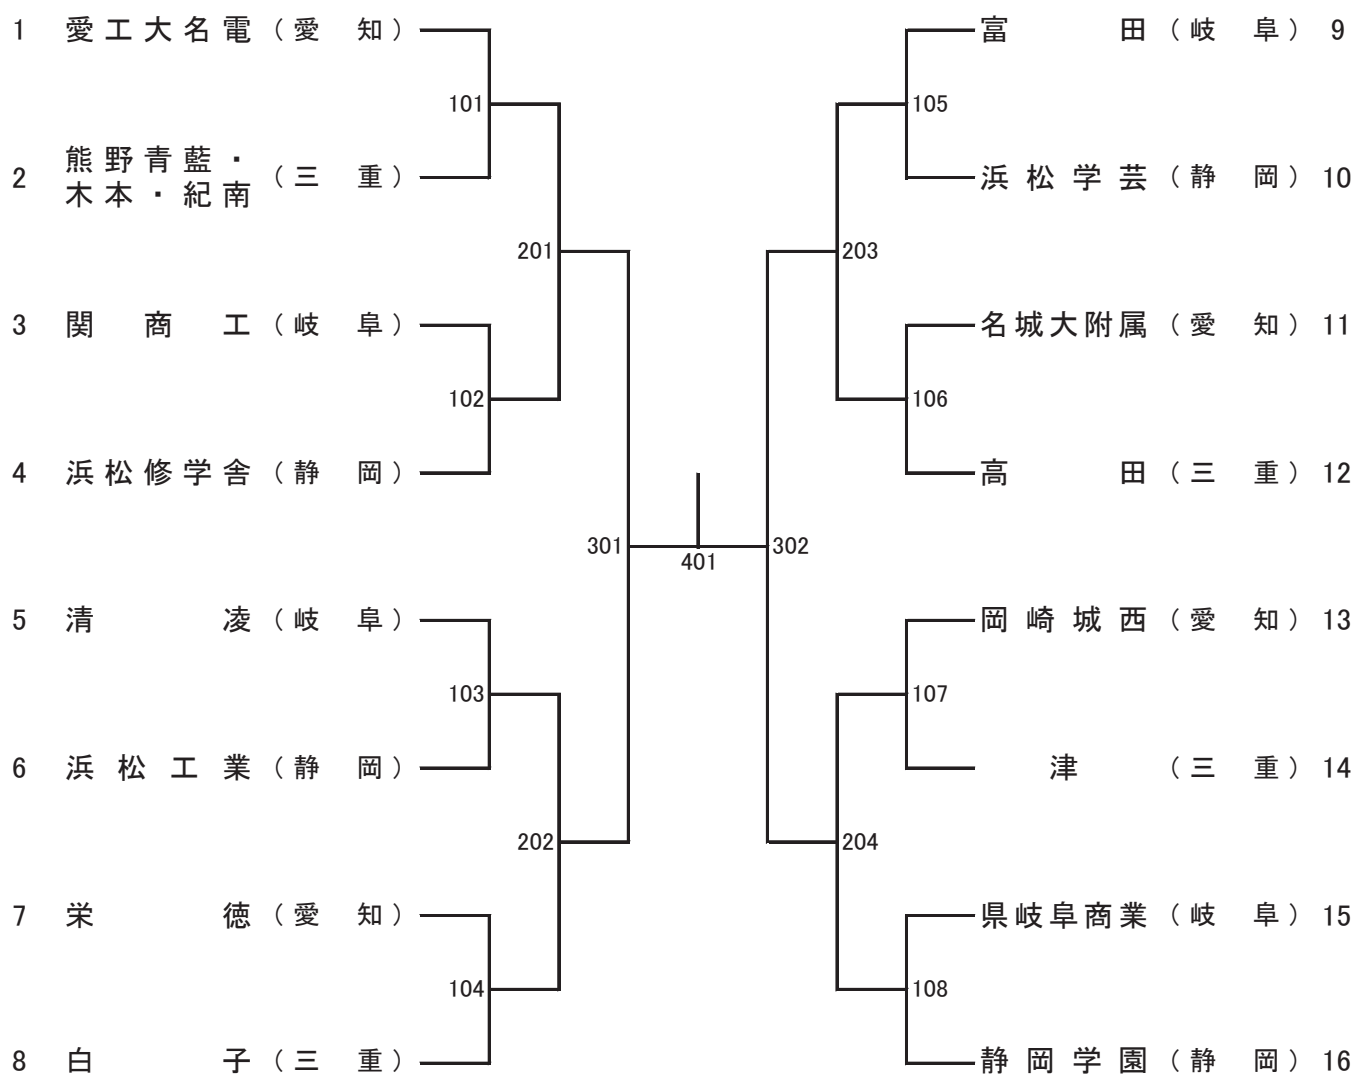 1 愛工大名電（愛知）
101
2 熊野青藍・
木本・紀南（三重）
201
3 関商工（岐阜）
102
4 浜松修学舎（静岡）
301
5 清凌（岐阜）
103
6 浜松工業（静岡）
202
7 栄徳（愛知）
104
8 白子（三重）
401
富田（岐阜） 9
105
浜松学芸（静岡） 10
203
名城大附属（愛知） 11
106
高田（三重） 12
302
岡崎城西（愛知） 13
107
津（三重） 14
204
県岐阜商業（岐阜） 15
108
静岡学園（静岡） 16